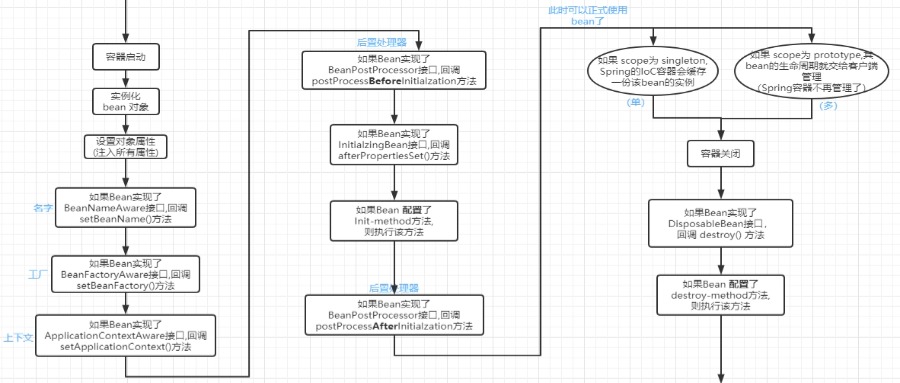 容器启动
实例化
bean 对象
设置对象属性
(注入所有属性)
名字
如果Bean实现了
BeanNameAware接口,回调
setBeanName()方法
工厂
如果Bean实现了
BeanFactoryAware接口,回调
setBeanFactory()方法
上下文
如果Bean实现了
ApplicationContextAware接口,回调
setApplicationContext()方法
后置处理器
如果Bean实现了
BeanPostProcessor接口,回调
postProcessBeforeInitialzation方法
如果Bean实现了
InitialzingBean接口,回调
afterPropertiesSet()方法
如果Bean 配置了
Init-method方法,
则执行该方法
后置处理器
如果Bean实现了
BeanPostProcessor接口,回调
postProcessAfterInitialzation方法
此时可以正式使用
bean了
如果 scope为 singleton,
Spring的IoC容器会缓存
一份该bean的实例
(单)
如果 scope为 prototype,其
bean的生命周期就交给客户端
管理
(Spring容器不再管理了)
(多)
容器关闭
如果Bean实现了
DisposableBean接口,
回调 destroy() 方法
如果Bean 配置了
destroy-method方法,
则执行该方法